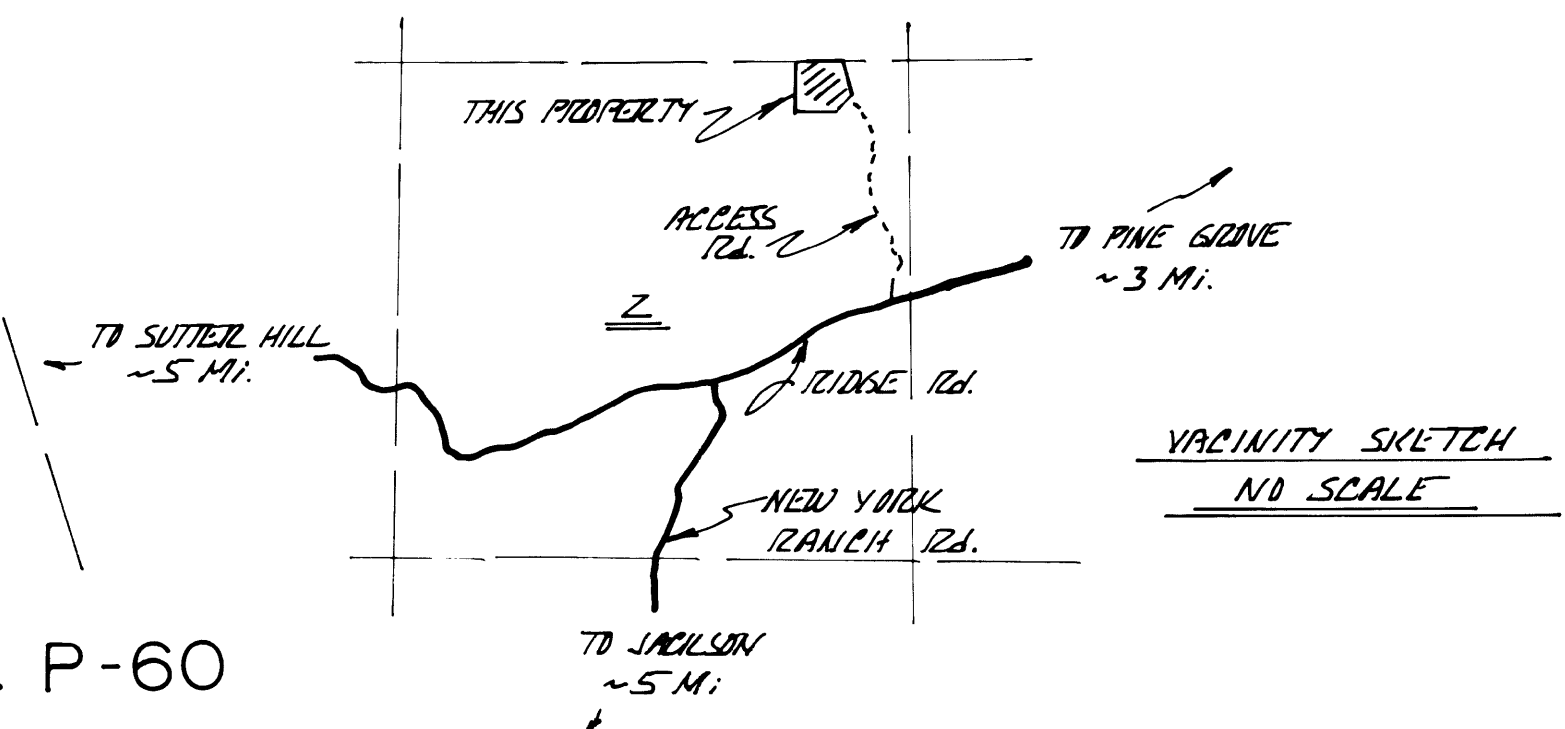 THIS PROPERTY
ACCESS
Rd.
TO PINE GROVE
~3 Mi.
2
TO SUTTER HILL
~5 Mi.
RIDGE Rd.
VACINITY SKETCH
NO SCALE
NEW YORK
RANCH Rd.
TO JACKSON
~5 Mi
P-60